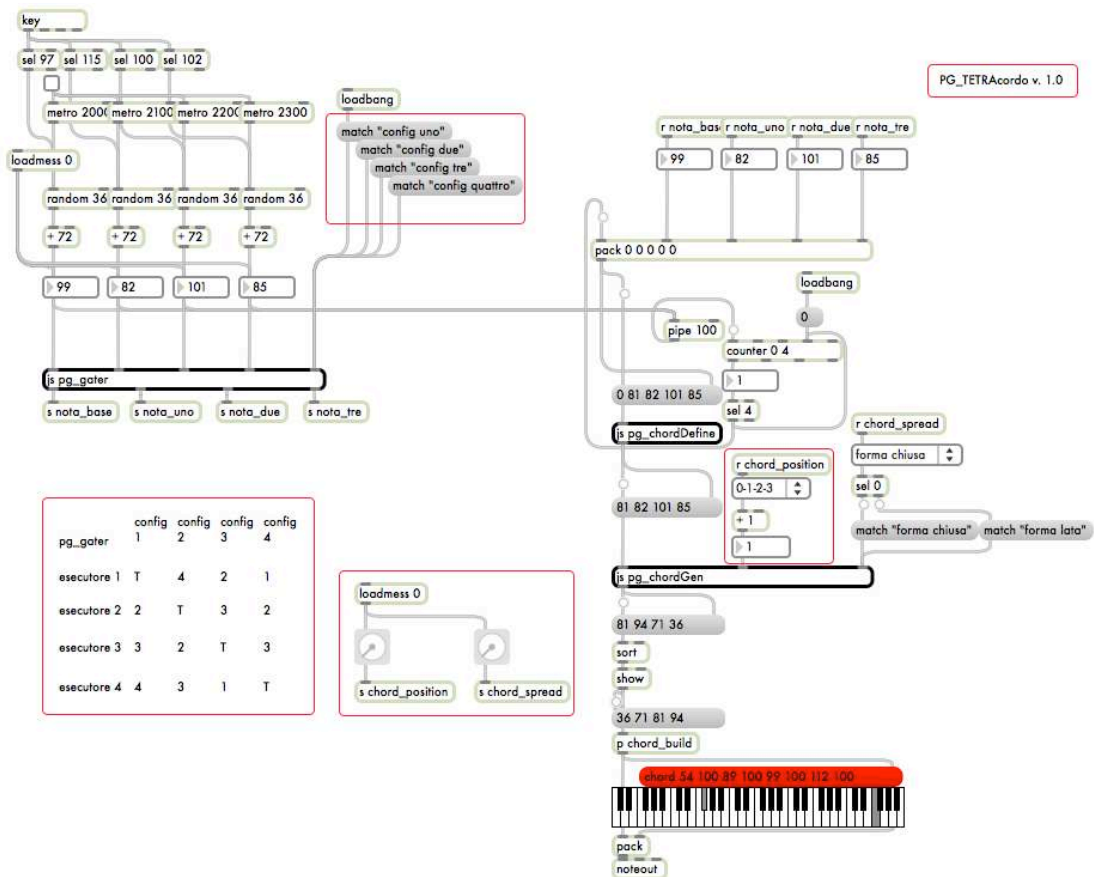 key
sel 97 sel 115 sel 100 sel 102
metro 2000 metro 2100 metro 2200 metro 2300
loadmess 0
random 36 random 36 random 36 random 36
+ 72 + 72 + 72 + 72
99 82 101 85
js pg_gater
s nota_base s nota_uno s nota_due s nota_tre
loadbang
match "config uno"
match "config due"
match "config tre"
match "config quattro"
PG_TETRAcordo v. 1.0
r nota_base r nota_uno r nota_due r nota_tre
99 82 101 85
pack 0 0 0 0 0
loadbang
0
pipe 100
counter 0 4
1
sel 4
0 81 82 101 85
js pg_chordDefine
81 82 101 85
r chord_position
0-1-2-3
+ 1
1
r chord_spread
forma chiusa
sel 0
match "forma chiusa" match "forma lata"
js pg_chordGen
81 94 71 36
sort
show
36 71 81 94
p chord_build
chord 54 100 89 100 99 100 112 100
pack
noteout
config config config config
pg_gater 1 2 3 4
esecutore 1 T 4 2 1
esecutore 2 2 T 3 2
esecutore 3 3 2 T 3
esecutore 4 4 3 1 T
loadmess 0
s chord_position s chord_spread